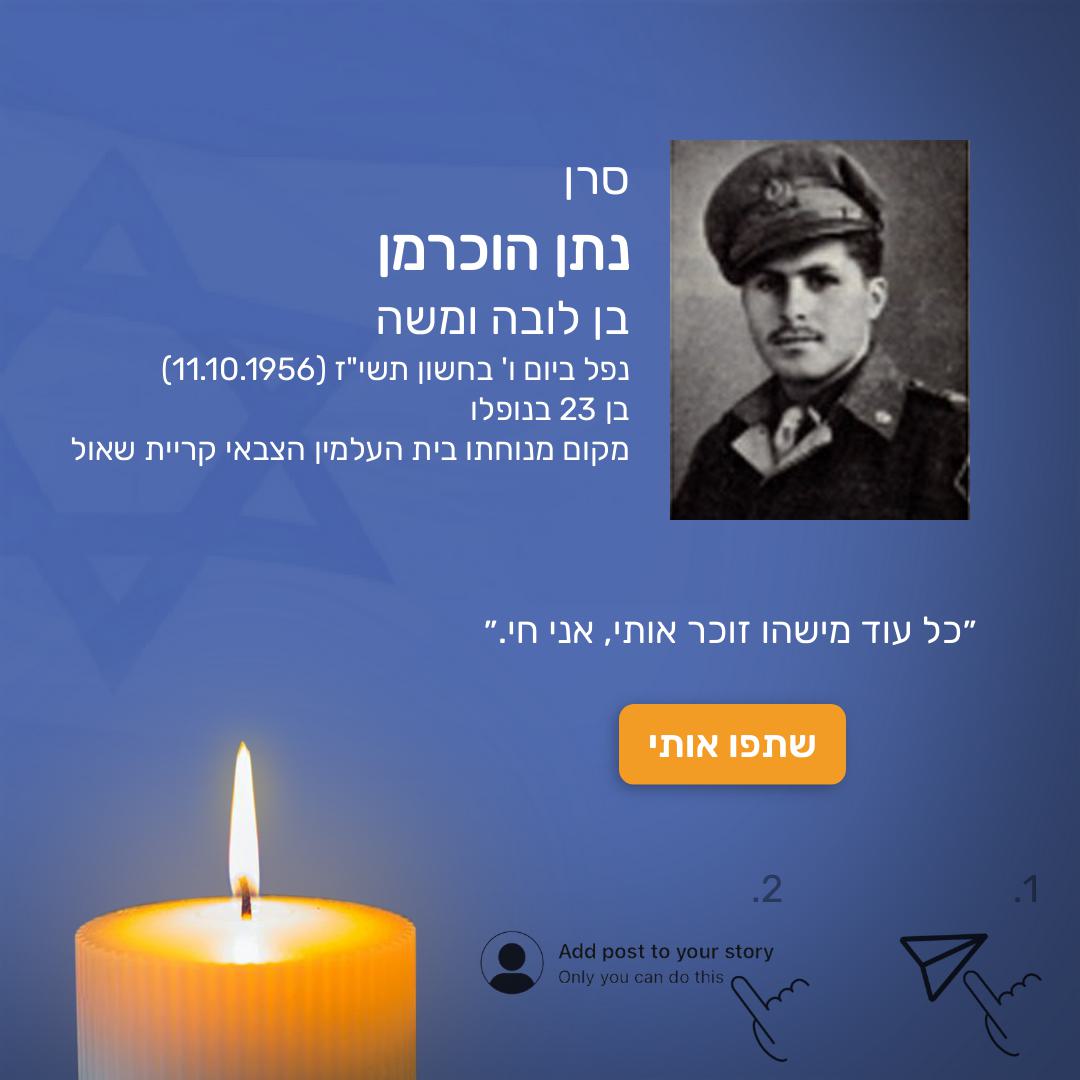 סרן
נתן הוכרמן
בן לובה ומשה
נפל ביום ו' בחשון תשי"ז (11.10.1956)
בן 23 בנופלו
מקום מנוחתו בית העלמין הצבאי קריית שאול
״כל עוד מישהו זוכר אותי, אני חי.״
שתפו אותי
1.
2.
Add post to your story
Only you can do this